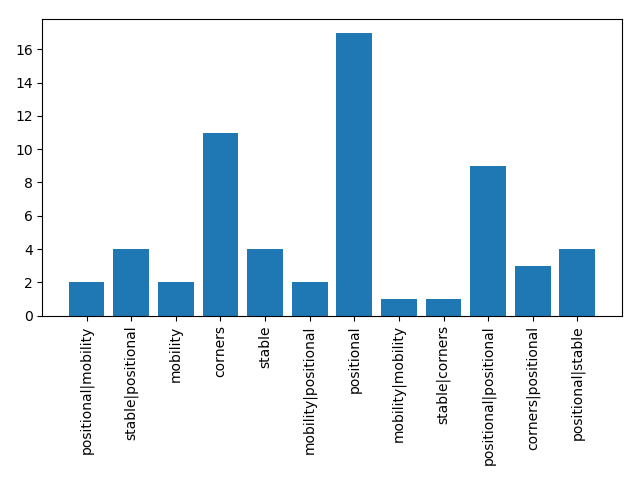 16
14
12
10
8
6
4
2
0
positional|mobility
stable|positional
mobility
corners
stable
mobility|positional
positional
mobility|mobility
stable|corners
positional|positional
corners|positional
positional|stable